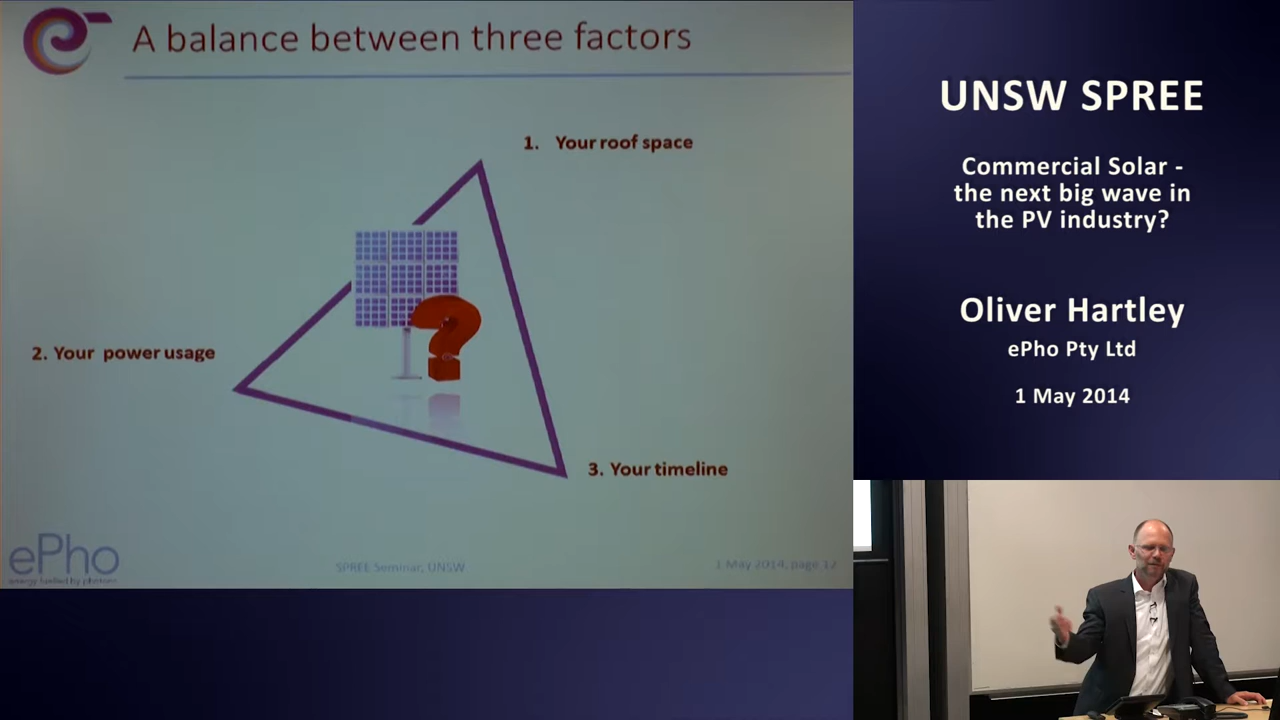 A balance between three factors
1. Your roof space
2. Your power usage
3. Your timeline
ePho
energy fuelled by photons
SPREE Seminar, UNSW
1 May 2014, page 12
UNSW SPREE
Commercial Solar -
the next big wave in
the PV industry?
Oliver Hartley
ePho Pty Ltd
1 May 2014